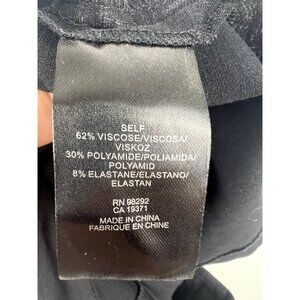 SELF
62% VISCOSE/VISCOSA/
VISKOZ
30% POLYAMIDE/POLIAMIDA/
POLYAMID
8% ELASTANE/ELASTANO/
ELASTAN
RN 98292
CA 19371
MADE IN CHINA
FABRIQUE EN CHINE